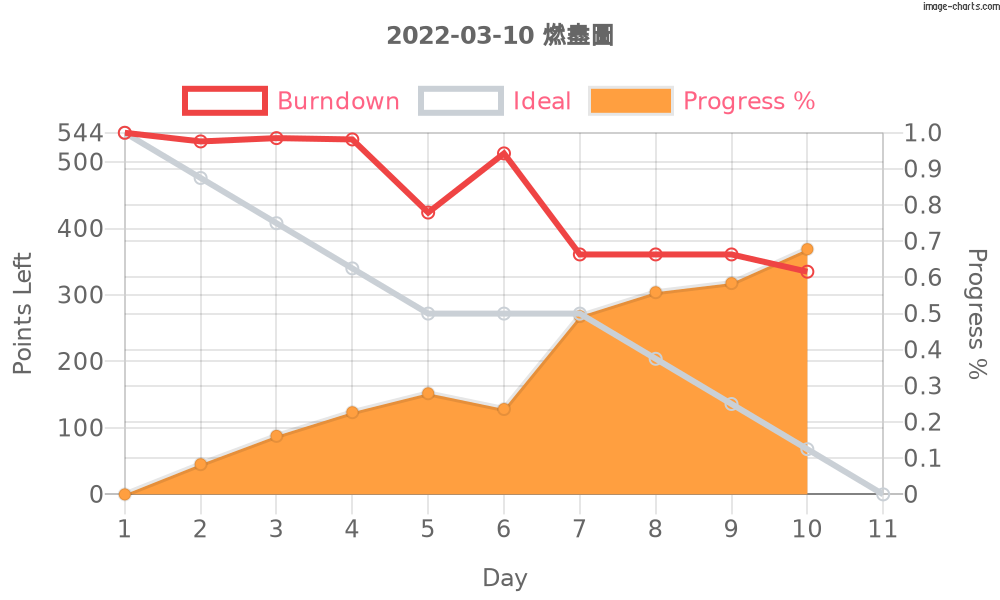 image-charts.com
2022-03-10 燃盡圖
Burndown Ideal Progress %
544 1.0
500 0.9
0.8
400 0.7
300 0.6
0.5
200 0.4
0.3
100 0.2
0.1
0 0
Points Left
Progress %
1 2 3 4 5 6 7 8 9 10 11
Day